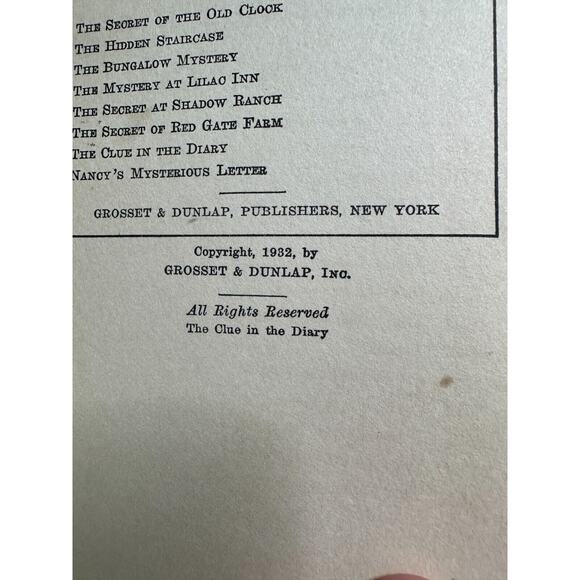 The Secret of the Old Clock
The Hidden Staircase
The Bungalow Mystery
The Mystery at Lilac Inn
The Secret at Shadow Ranch
The Secret of Red Gate Farm
The Clue in the Diary
Nancy's Mysterious Letter
GROSSET & DUNLAP, PUBLISHERS, NEW YORK
Copyright, 1932, by
GROSSET & DUNLAP, Inc.
All Rights Reserved
The Clue in the Diary